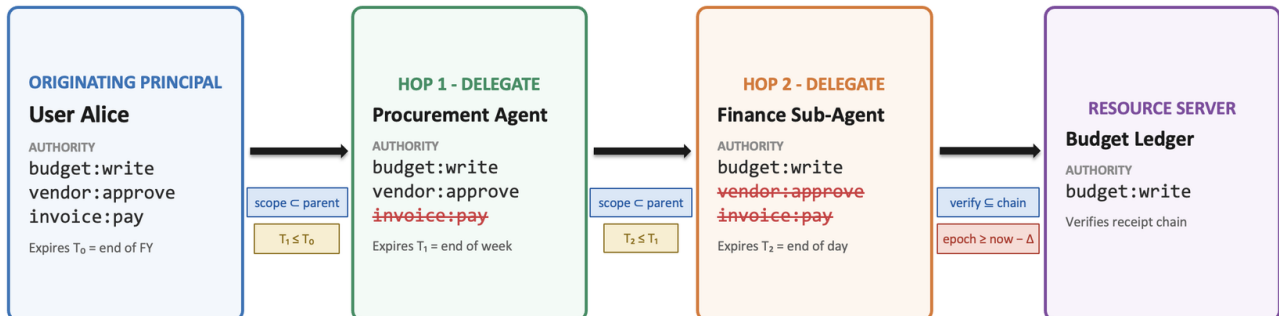 ORIGINATING PRINCIPAL
User Alice
AUTHORITY
budget:write
vendor:approve
invoice:pay
Expires T₀ = end of FY
scope ⊂ parent
T₁ ≤ T₀
HOP 1 - DELEGATE
Procurement Agent
AUTHORITY
budget:write
vendor:approve
invoice:pay
Expires T₁ = end of week
scope ⊂ parent
T₂ ≤ T₁
HOP 2 - DELEGATE
Finance Sub-Agent
AUTHORITY
budget:write
vendor:approve
invoice:pay
Expires T₂ = end of day
verify ⊆ chain
epoch ≥ now − Δ
RESOURCE SERVER
Budget Ledger
AUTHORITY
budget:write
Verifies receipt chain